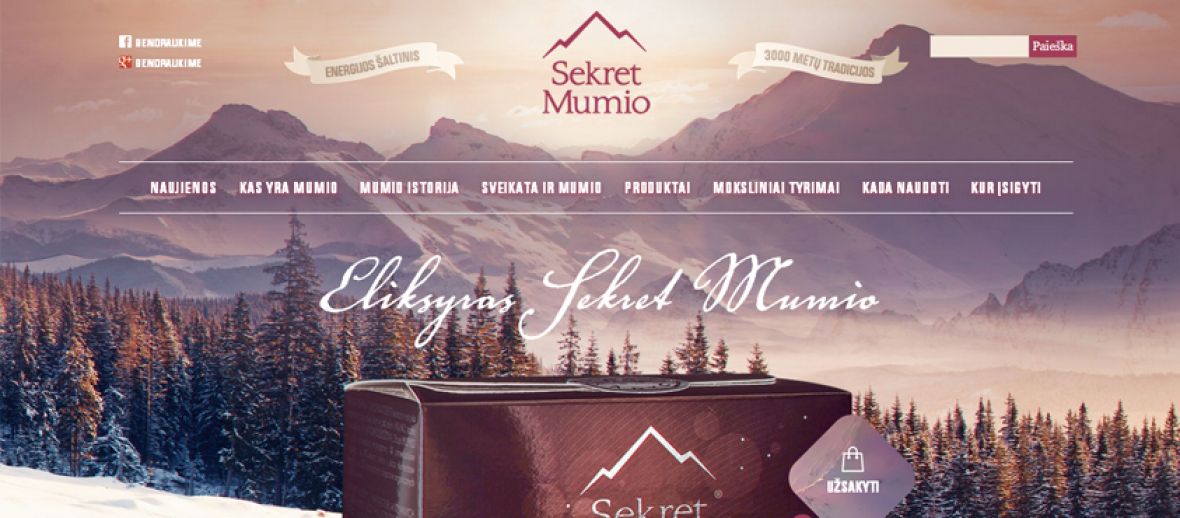 BENDRAUKIME
BENDRAUKIME
ENERGIJOS ŠALTINIS
Sekret
Mumio
3000 METŲ TRADICIJOS
Paieška
NAUJIENOS KAS YRA MUMIO MUMIO ISTORIJA SVEIKATA IR MUMIO PRODUKTAI MOKSLINIAI TYRIMAI KADA NAUDOTI KUR ĮSIGYTI
Eliksyras Sekret Mumio
Sekret ®
UŽSAKYTI